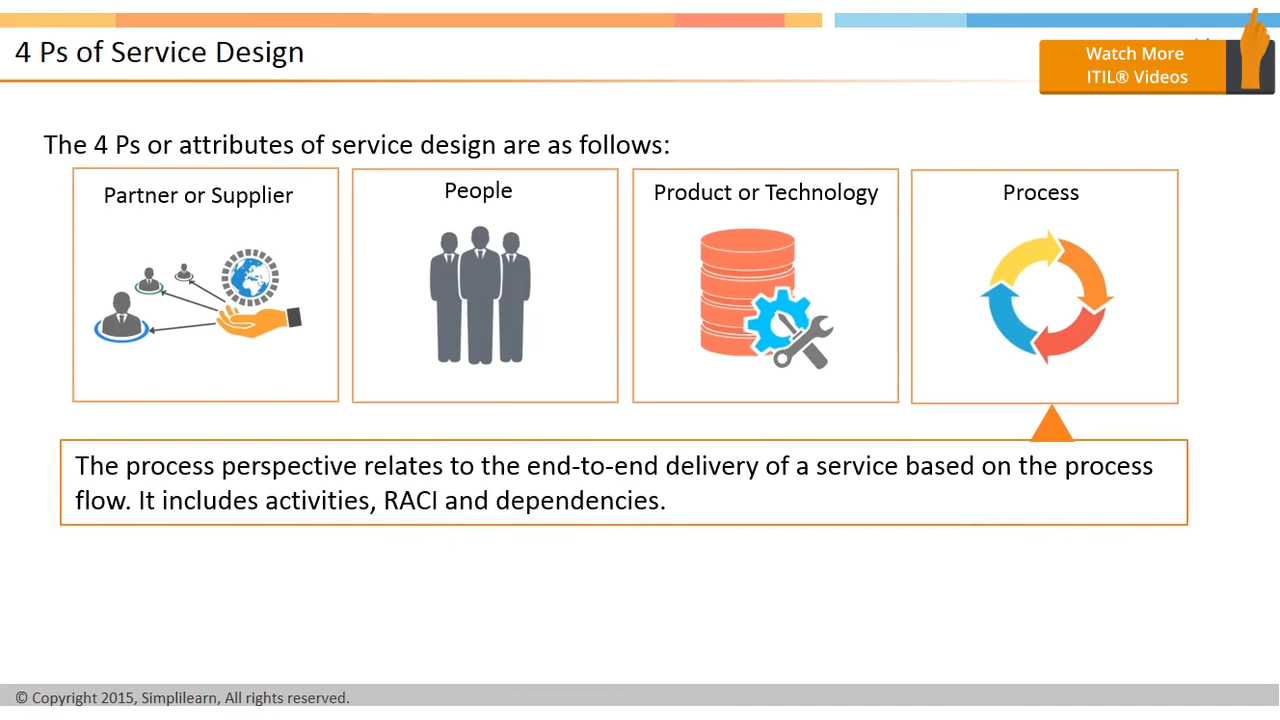 4 Ps of Service Design
Watch More
ITIL® Videos
The 4 Ps or attributes of service design are as follows:
Partner or Supplier
People
Product or Technology
Process
The process perspective relates to the end-to-end delivery of a service based on the process
flow. It includes activities, RACI and dependencies.
© Copyright 2015, Simplilearn, All rights reserved.